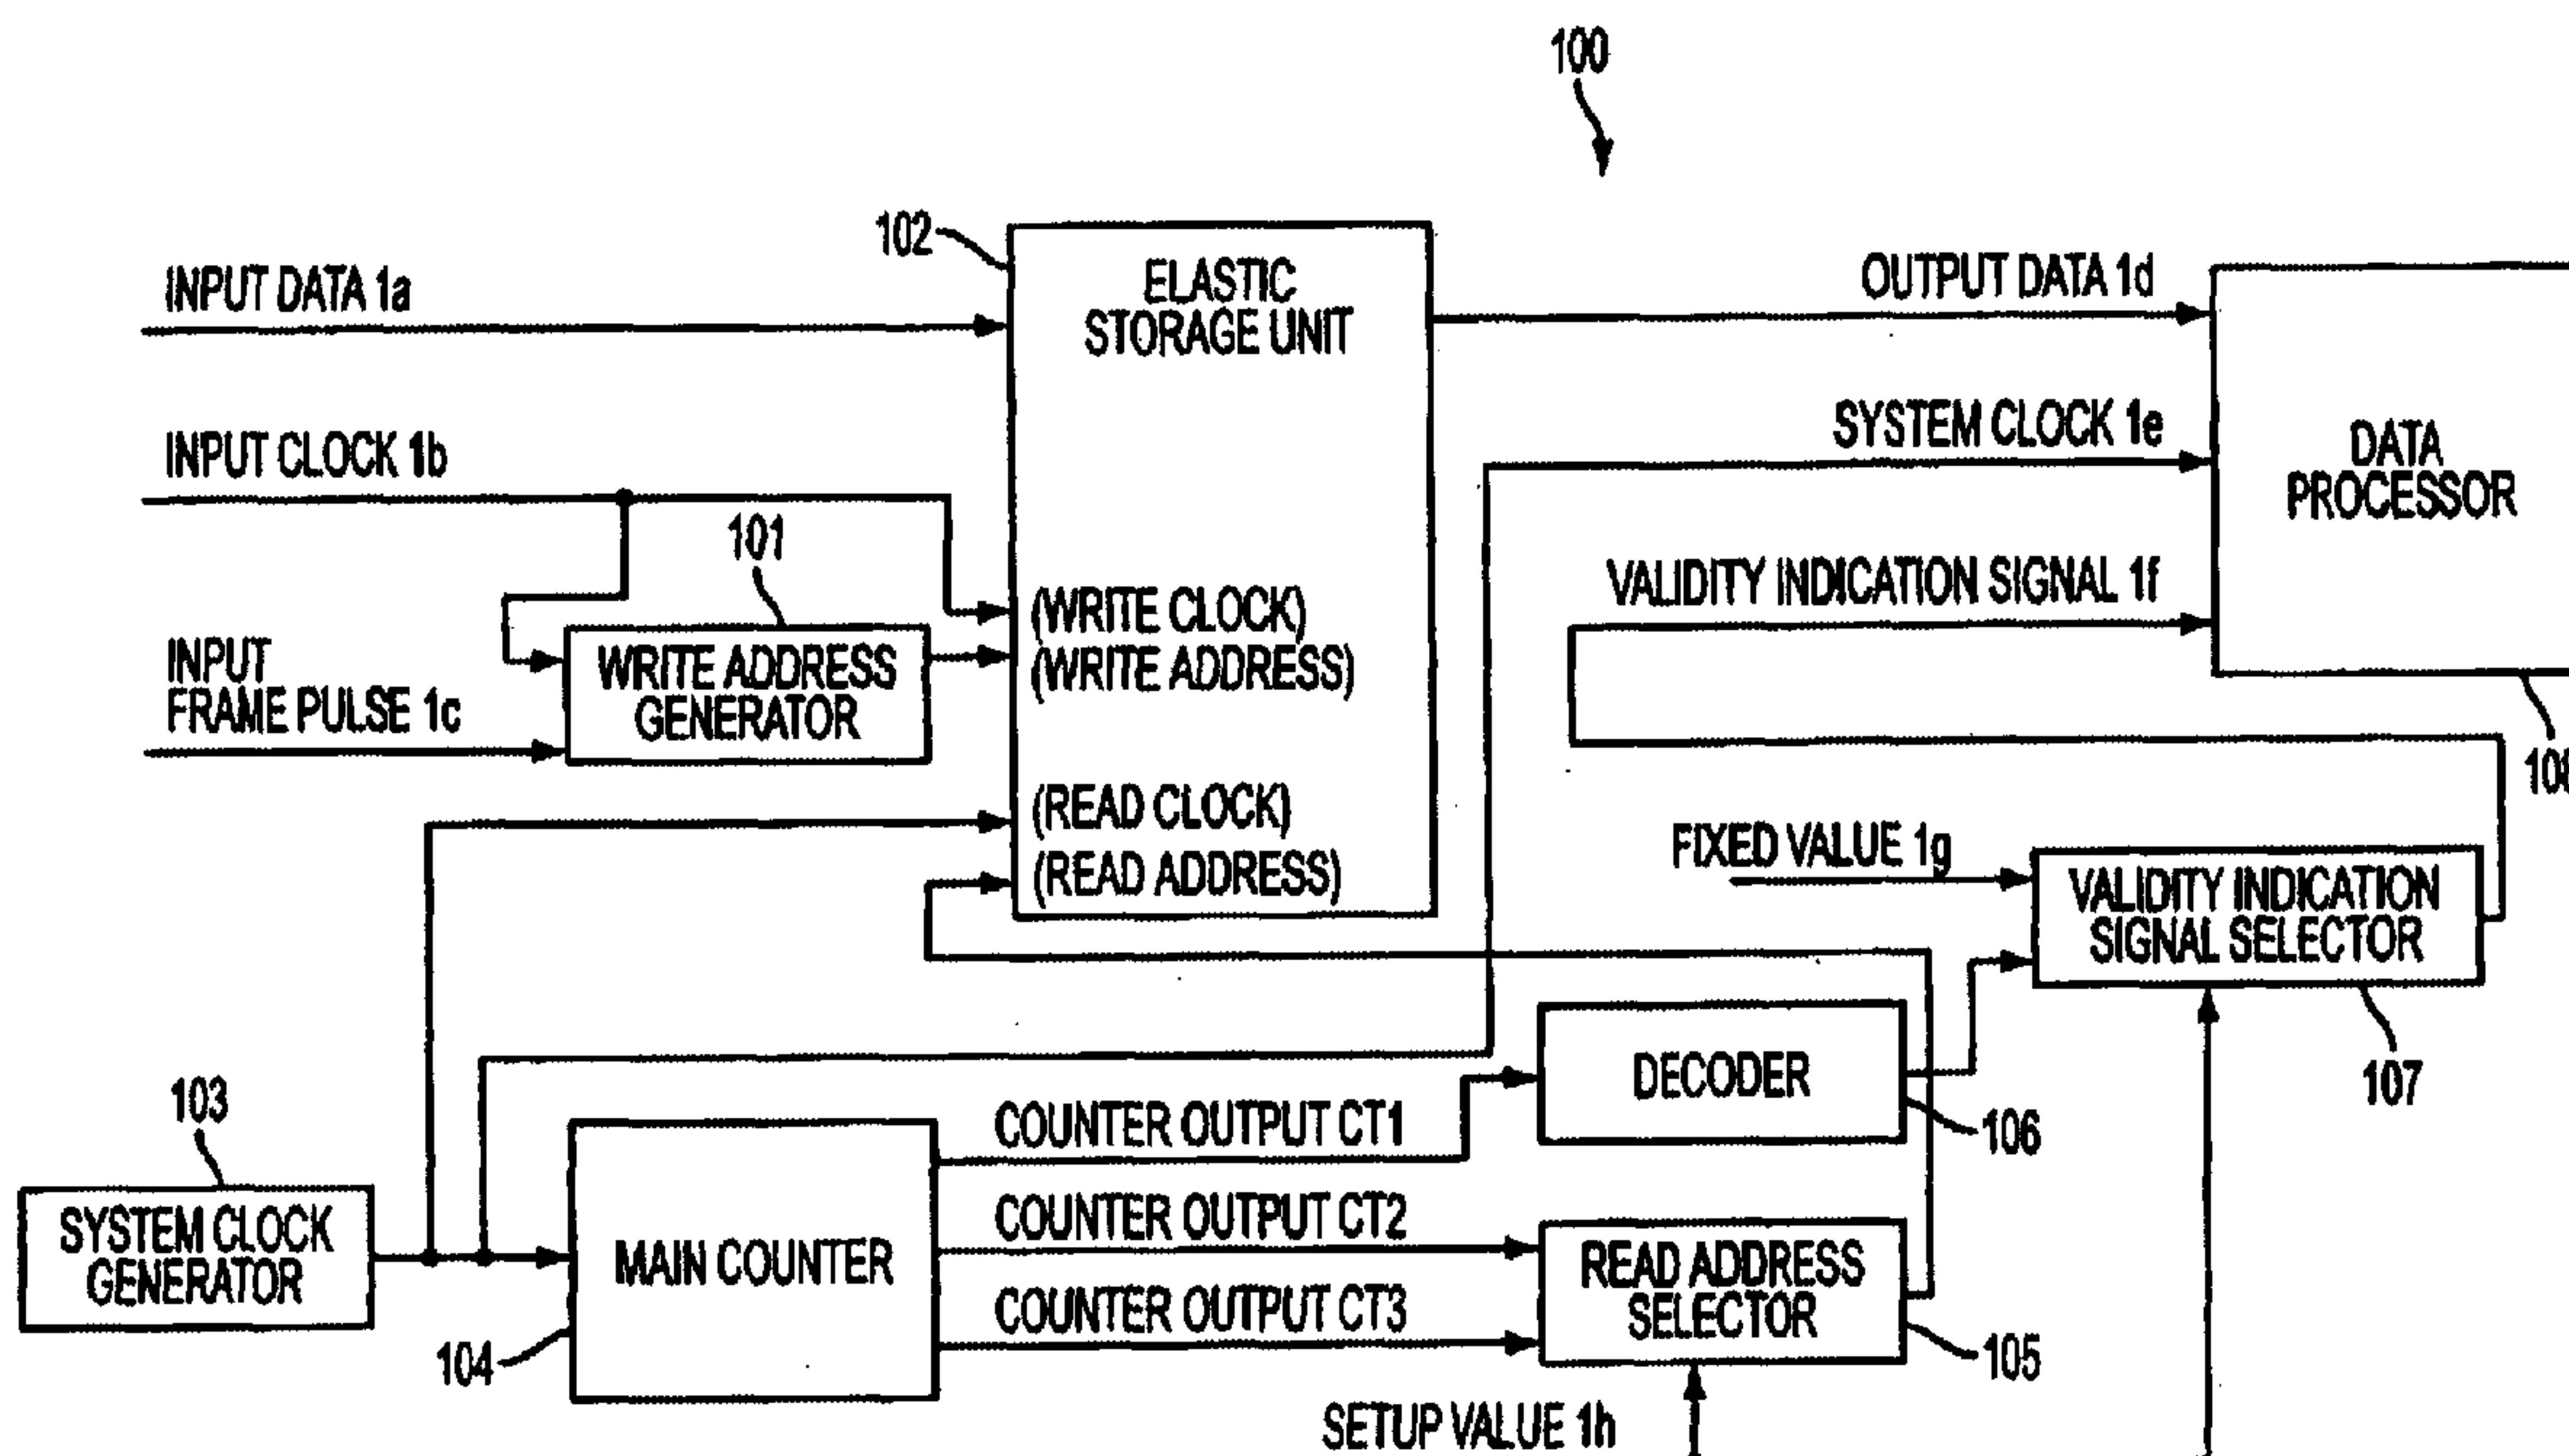 100
102
INPUT DATA 1a
ELASTIC
STORAGE UNIT
OUTPUT DATA 1d
INPUT CLOCK 1b
SYSTEM CLOCK 1e
DATA
PROCESSOR
101
VALIDITY INDICATION SIGNAL 1f
(WRITE CLOCK)
(WRITE ADDRESS)
INPUT
FRAME PULSE 1c
WRITE ADDRESS
GENERATOR
108
(READ CLOCK)
(READ ADDRESS)
FIXED VALUE 1g
VALIDITY INDICATION
SIGNAL SELECTOR
107
DECODER
106
103
SYSTEM CLOCK
GENERATOR
MAIN COUNTER
104
COUNTER OUTPUT CT1
COUNTER OUTPUT CT2
COUNTER OUTPUT CT3
READ ADDRESS
SELECTOR
105
SETUP VALUE 1h